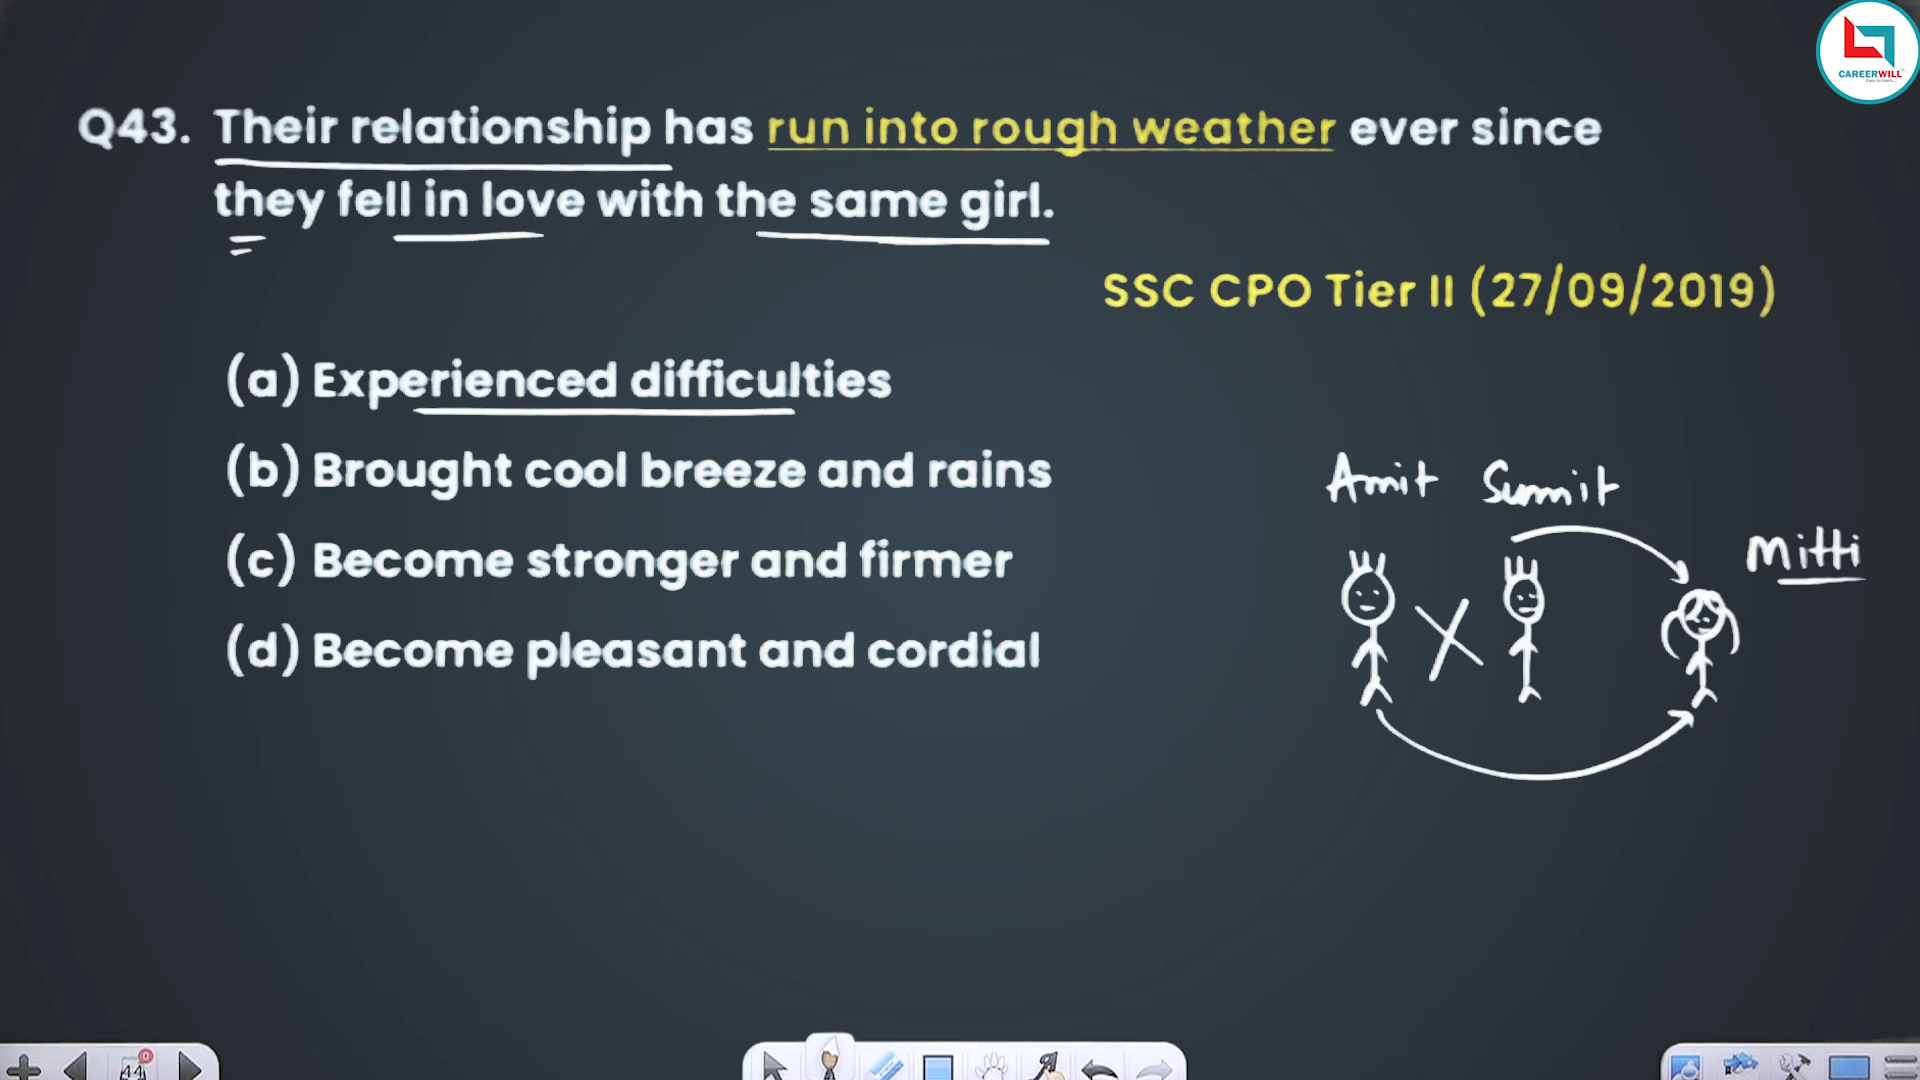 CAREERWILL
Q43. Their relationship has run into rough weather ever since
they fell in love with the same girl.
SSC CPO Tier II (27/09/2019)
(a) Experienced difficulties
(b) Brought cool breeze and rains
(c) Become stronger and firmer
(d) Become pleasant and cordial
Amit Summit
Mitti
44
0